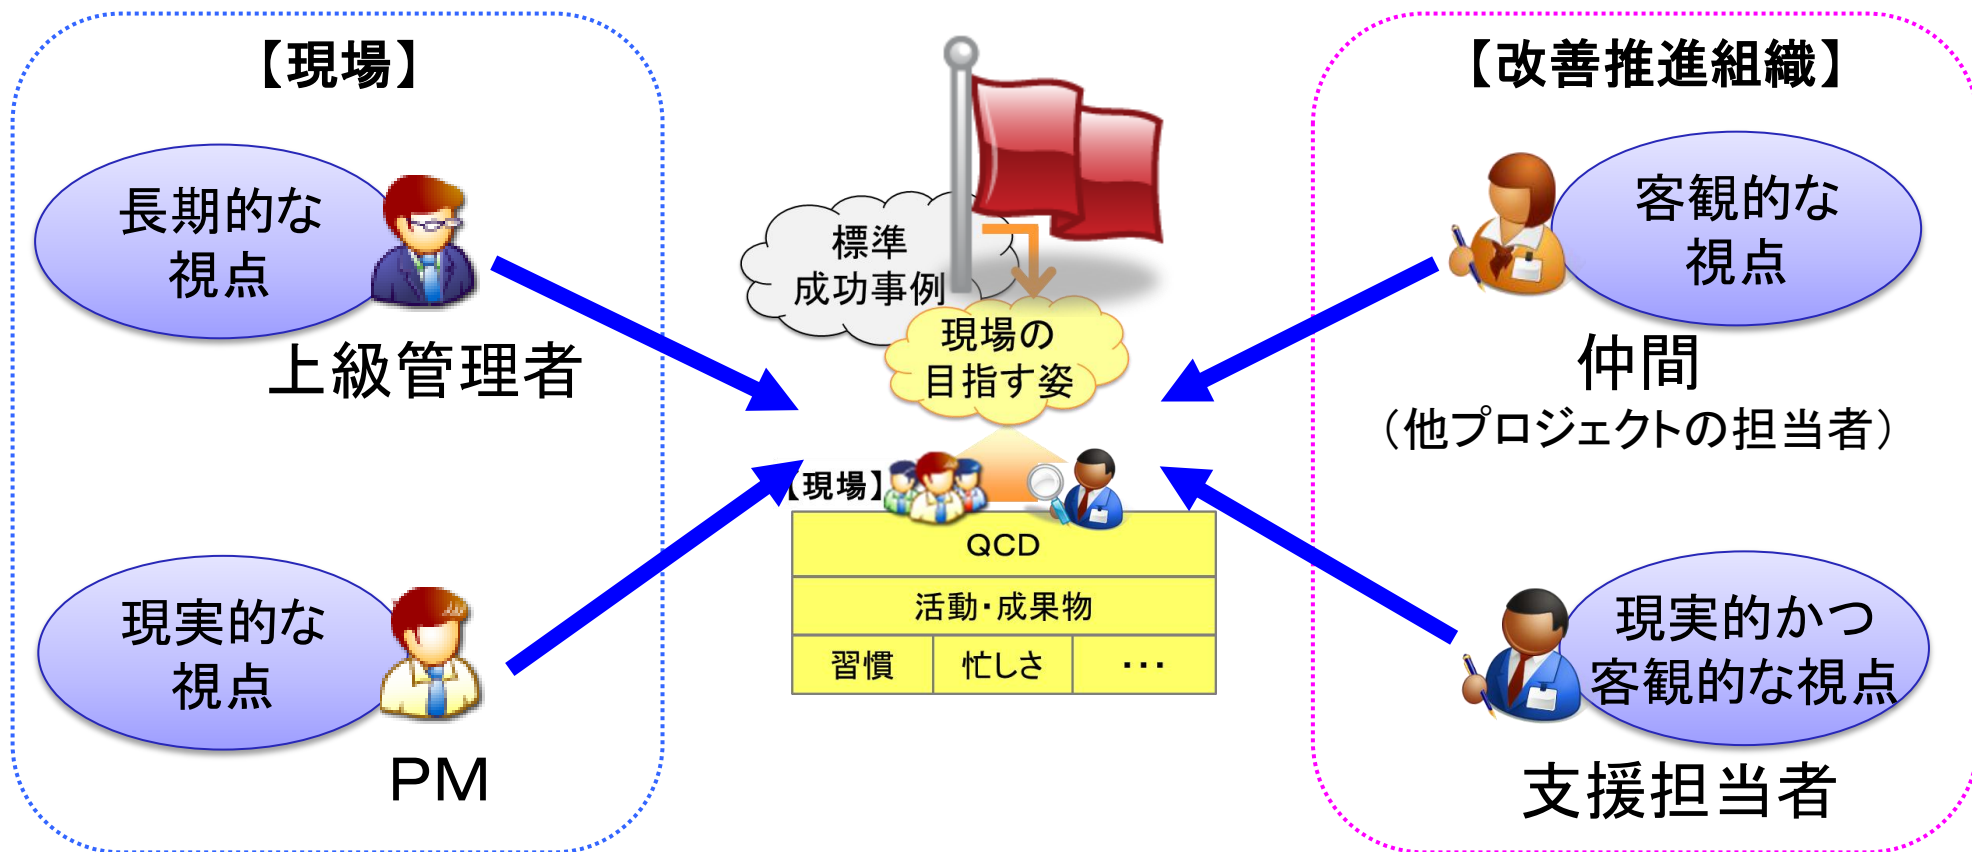 【現場】
長期的な
視点
上級管理者
現実的な
視点
PM
標準
成功事例
現場の
目指す姿
【現場】
QCD
活動・成果物
習慣
忙しさ
・・・
【改善推進組織】
客観的な
視点
仲間
（他プロジェクトの担当者）
現実的かつ
客観的な視点
支援担当者